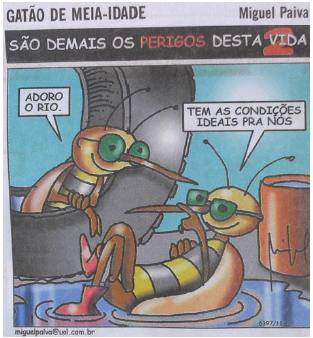 GATÃO DE MEIA-IDADE
Miguel Paiva
SÃO DEMAIS OS PERIGOS DESTA VIDA 2
ADORO
O RIO.
TEM AS CONDIÇÕES
IDEAIS PRA NÓS
miguelpaiva@uol.com.br